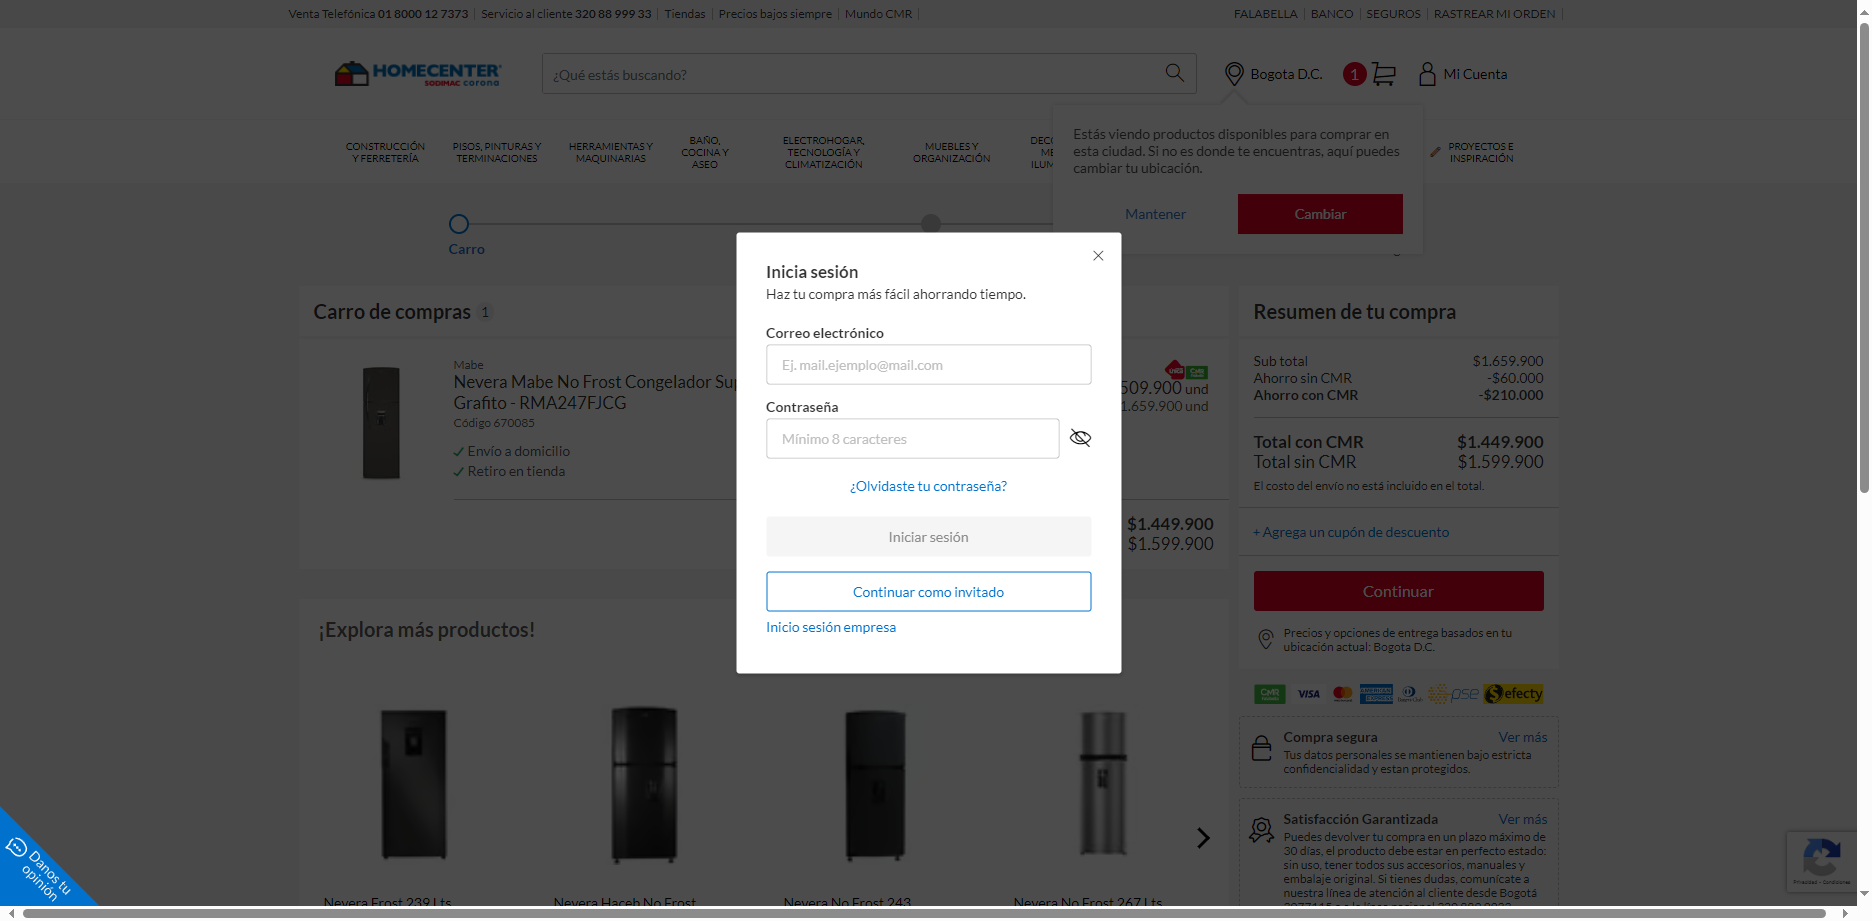 Venta Telefónica 01 8000 12 7373
Servicio al cliente 320 88 999 33
Tiendas
Precios bajos siempre
Mundo CMR
FALABELLA
BANCO
SEGUROS
RASTREAR MI ORDEN
HOMECENTER
SODIMAC corona
¿Qué estás buscando?
Bogota D.C.
1
Mi Cuenta
CONSTRUCCIÓN
Y FERRETERÍA
PISOS, PINTURAS Y
TERMINACIONES
HERRAMIENTAS Y
MAQUINARIAS
BAÑO,
COCINA Y
ASEO
ELECTROHOGAR,
TECNOLOGÍA Y
CLIMATIZACIÓN
MUEBLES Y
ORGANIZACIÓN
PROYECTOS E
INSPIRACIÓN
Estás viendo productos disponibles para comprar en
esta ciudad. Si no es donde te encuentras, aquí puedes
cambiar tu ubicación.
Mantener
Cambiar
Carro
Inicia sesión
Haz tu compra más fácil ahorrando tiempo.
Correo electrónico
Ej. mail.ejemplo@mail.com
Contraseña
Mínimo 8 caracteres
¿Olvidaste tu contraseña?
Iniciar sesión
Continuar como invitado
Inicio sesión empresa
Carro de compras 1
Mabe
Nevera Mabe No Frost Congelador Su
Grafito - RMA247FJCG
Código 670085
Envío a domicilio
Retiro en tienda
509.900 und
1.659.900 und
$1.449.900
$1.599.900
Resumen de tu compra
Sub total $1.659.900
Ahorro sin CMR -$60.000
Ahorro con CMR -$210.000
Total con CMR $1.449.900
Total sin CMR $1.599.900
El costo del envío no está incluido en el total.
+ Agrega un cupón de descuento
Continuar
Precios y opciones de entrega basados en tu
ubicación actual: Bogota D.C.
CMR
VISA
AMERICAN EXPRESS
pse
efecty
Compra segura Ver más
Tus datos personales se mantienen bajo estricta
confidencialidad y estan protegidos.
Satisfacción Garantizada Ver más
Puedes devolver tu compra en un plazo máximo de
30 días, el producto debe estar en perfecto estado:
sin uso, tener todos sus accesorios, manuales y
embalaje original. Si tienes dudas, comunícate a
nuestra línea de atención al cliente desde Bogotá
¡Explora más productos!
Nevera Frost 239 Lts
Nevera Haceb No Frost
Nevera No Frost 243
Nevera No Frost 267 Lts
Danos tu
opinión
Privacidad - Condiciones